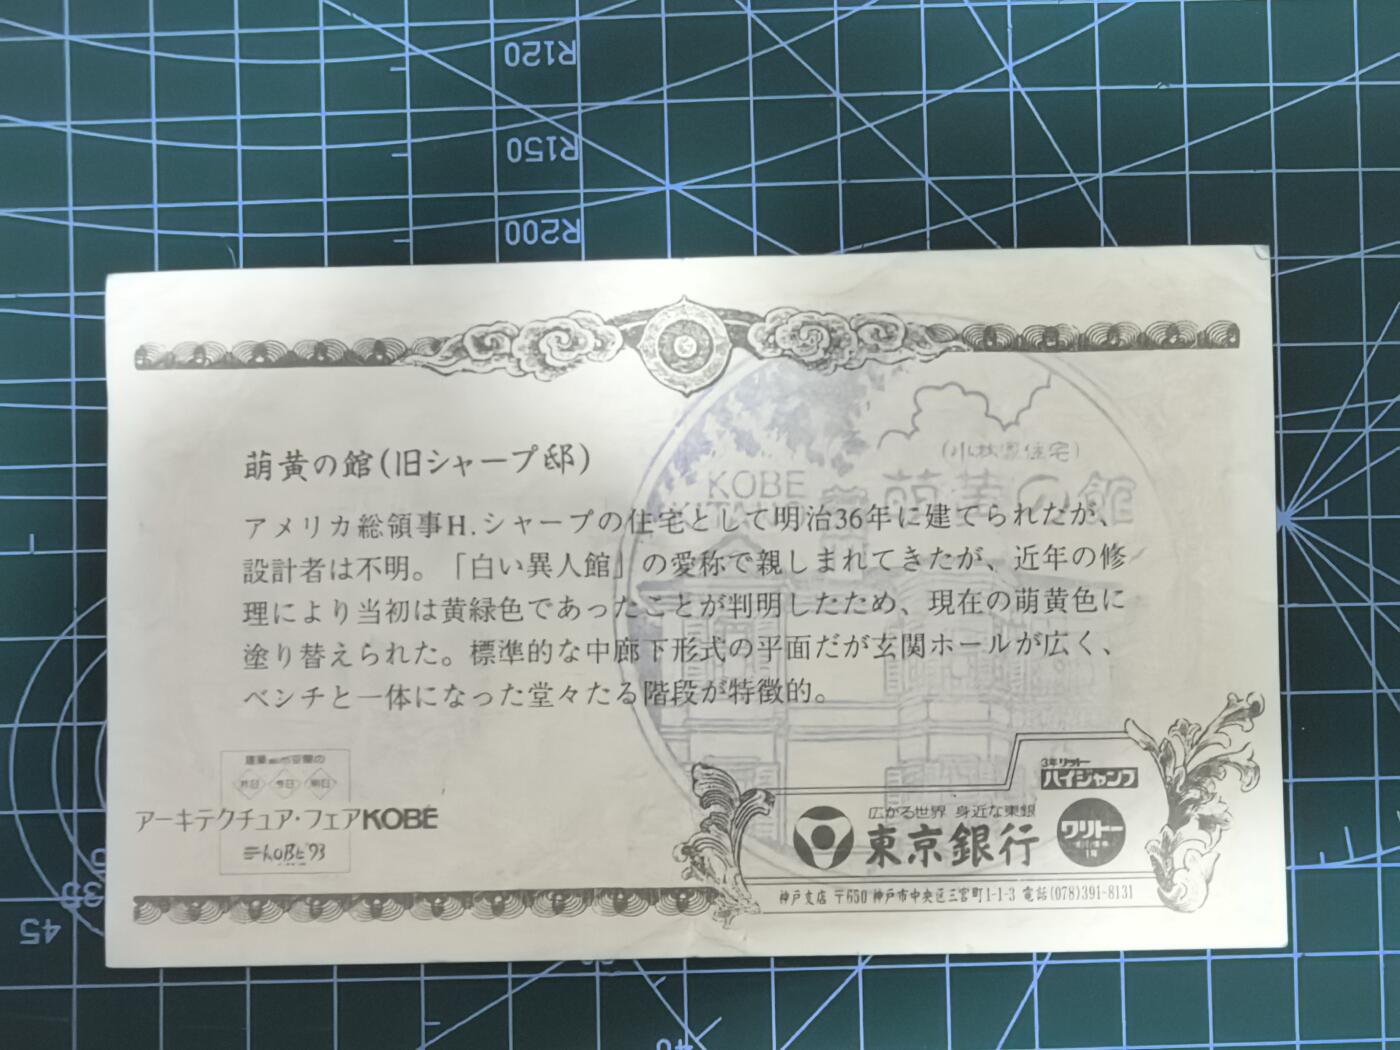 R120
R150
R200
萌黄の館(旧シャープ邸)
(小林邸住宅)
萌黄の館
KOBE
アメリカ総領事H.シャープの住宅として明治36年に建てられたが、
設計者は不明。「白い異人館」の愛称で親しまれてきたが、近年の修
理により当初は黄緑色であったことが判明したため、現在の萌黄色に
塗り替えられた。標準的な中廊下形式の平面だが玄関ホールが広く、
ベンチと一体になった堂々たる階段が特徴的。
昨日 今日 明日
アーキテクチュア・フェアKOBE
KOBE'93
3年リットー
ハイジャンプ
広がる世界 身近な東銀
東京銀行
ワリトー
1年
神戸支店 〒650 神戸市中央区三宮町1-1-3 電話(078)391-8131
35
45